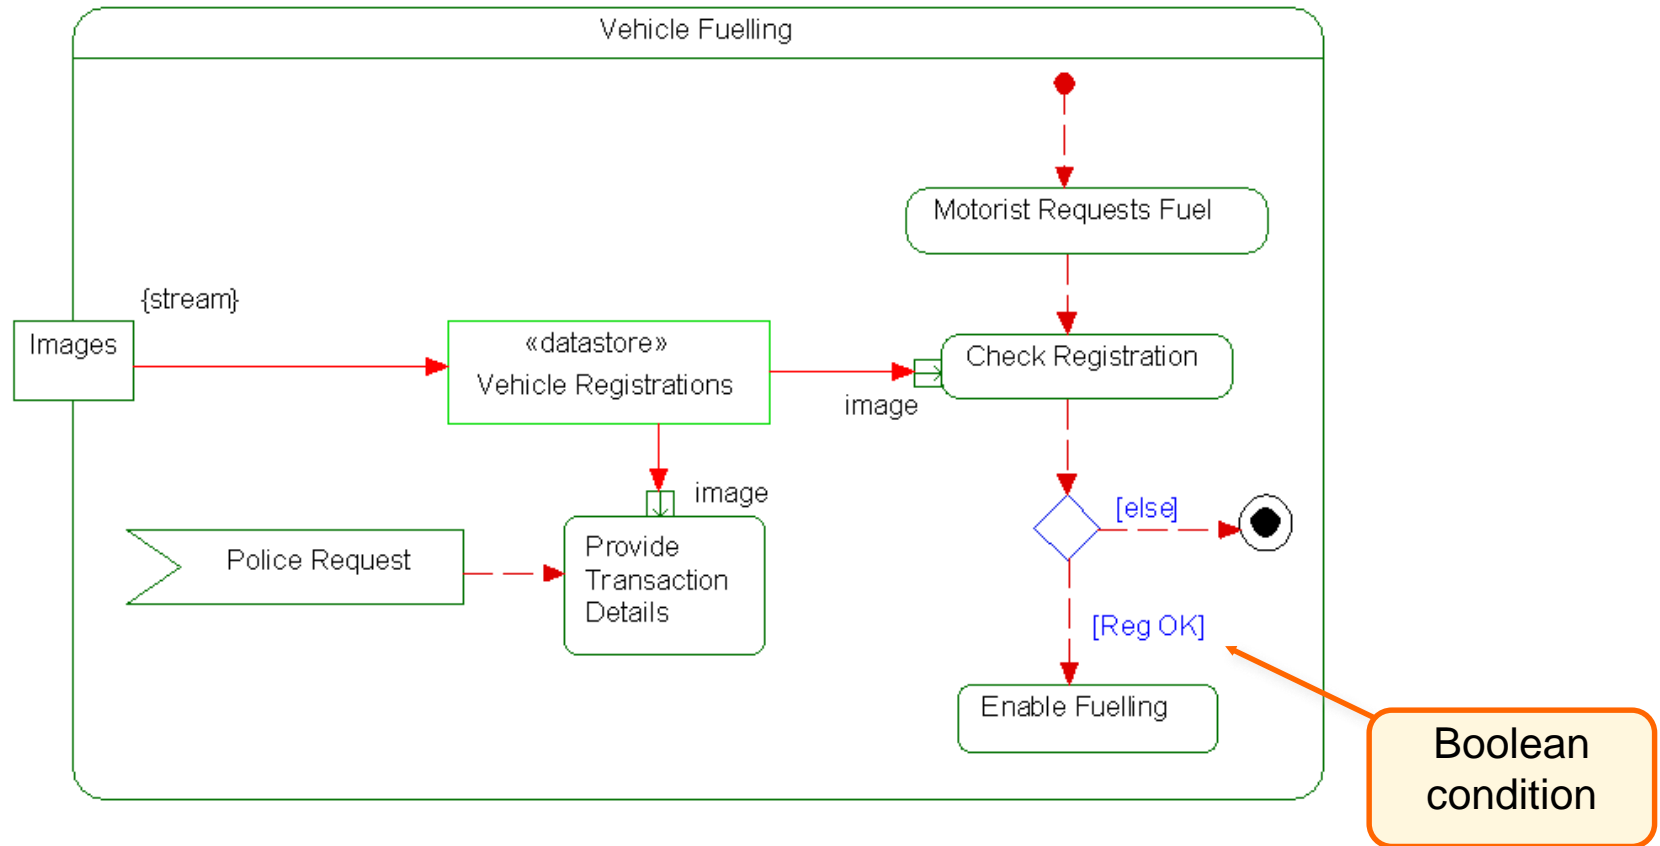 Vehicle Fuelling
Motorist Requests Fuel
{stream}
Images
«datastore»
Vehicle Registrations
Check Registration
image
image
[else]
Police Request
Provide
Transaction
Details
[Reg OK]
Enable Fuelling
Boolean
condition